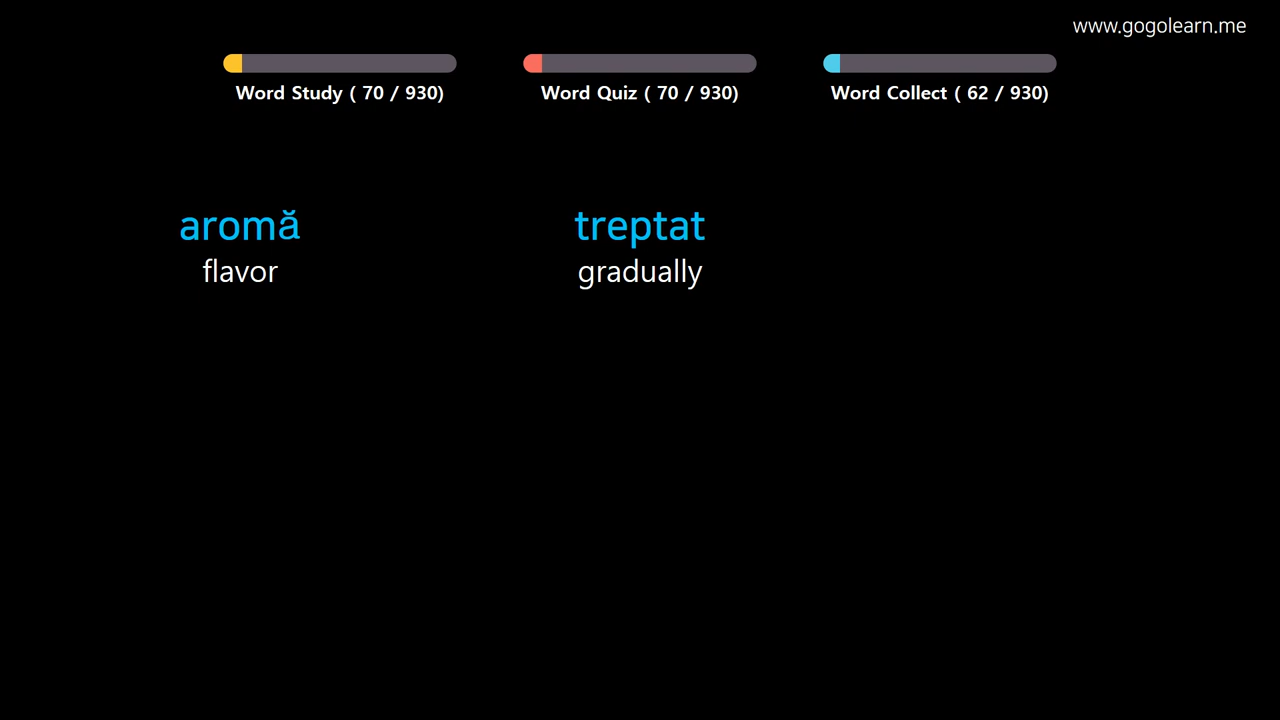 www.gogolearn.me
Word Study ( 70 / 930)
Word Quiz ( 70 / 930)
Word Collect ( 62 / 930)
aromă
flavor
treptat
gradually